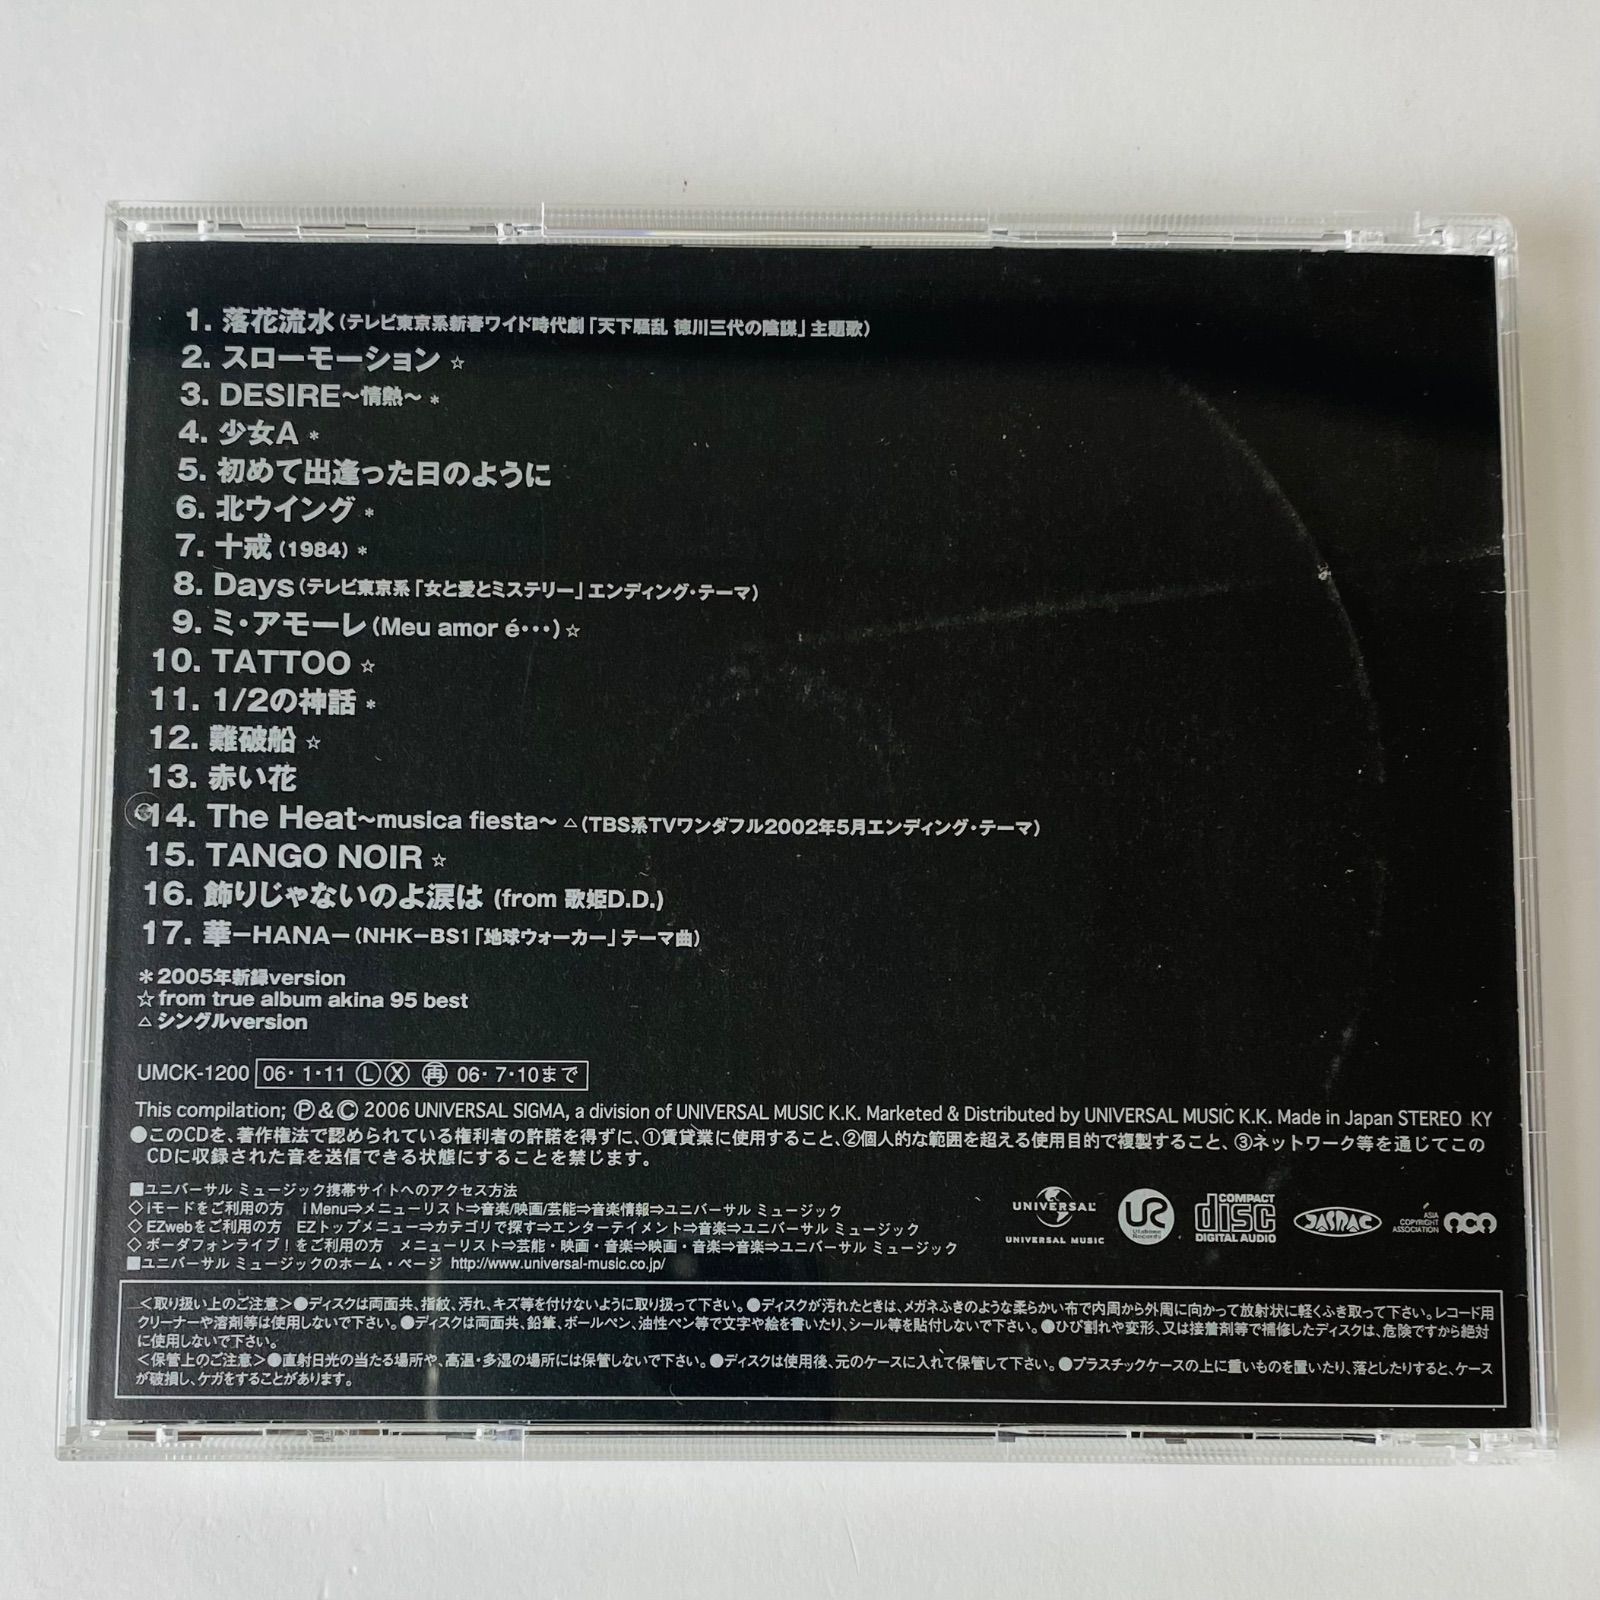 1. 落花流水(テレビ東京系新春ワイド時代劇「天下騒乱 徳川三代の陰謀」主題歌)
2. スローモーション ☆
3. DESIRE～情熱～ *
4. 少女A *
5. 初めて出逢った日のように
6. 北ウイング *
7. 十戒(1984) *
8. Days(テレビ東京系「女と愛とミステリー」エンディング・テーマ)
9. ミ・アモーレ(Meu amor é・・・)☆
10. TATTOO ☆
11. 1/2の神話 *
12. 難破船 ☆
13. 赤い花
14. The Heat～musica fiesta～ △(TBS系TVワンダフル2002年5月エンディング・テーマ)
15. TANGO NOIR ☆
16. 飾りじゃないのよ涙は (from 歌姫D.D.)
17. 華－HANA－(NHK－BS1「地球ウォーカー」テーマ曲)
＊2005年新録version
☆from true album akina 95 best
△シングルversion
UMCK-1200 06・1・11 Ⓛ Ⓧ ㊢ 06・7・10まで
This compilation; Ⓟ&Ⓒ 2006 UNIVERSAL SIGMA, a division of UNIVERSAL MUSIC K.K. Marketed & Distributed by UNIVERSAL MUSIC K.K. Made in Japan STEREO KY
●このCDを、著作権法で認められている権利者の許諾を得ずに、①賃貸業に使用すること、②個人的な範囲を超える使用目的で複製すること、③ネットワーク等を通じてこの
CDに収録された音を送信できる状態にすることを禁じます。
■ユニバーサル ミュージック携帯サイトへのアクセス方法
◇iモードをご利用の方 i Menu⇒メニューリスト⇒音楽/映画/芸能⇒音楽情報⇒ユニバーサル ミュージック
◇EZwebをご利用の方 EZトップメニュー⇒カテゴリで探す⇒エンターテイメント⇒音楽⇒ユニバーサル ミュージック
◇ボーダフォンライブ!をご利用の方 メニューリスト⇒芸能・映画・音楽⇒映画・音楽⇒音楽⇒ユニバーサル ミュージック
■ユニバーサル ミュージックのホーム・ページ http://www.universal-music.co.jp/
UNIVERSAL
UNIVERSAL MUSIC
UR
Utahime Records
COMPACT
disc
DIGITAL AUDIO
JASRAC
ASIA
COPYRIGHT
ASSOCIATION
aca
＜取り扱い上のご注意＞●ディスクは両面共、指紋、汚れ、キズ等を付けないように取り扱って下さい。●ディスクが汚れたときは、メガネふきのような柔らかい布で内周から外周に向かって放射状に軽くふき取って下さい。レコード用
クリーナーや溶剤等は使用しないで下さい。●ディスクは両面共、鉛筆、ボールペン、油性ペン等で文字や絵を書いたり、シール等を貼付しないで下さい。●ひび割れや変形、又は接着剤等で補修したディスクは、危険ですから絶対
に使用しないで下さい。
＜保管上のご注意＞●直射日光の当たる場所や、高温・多湿の場所には保管しないで下さい。●ディスクは使用後、元のケースに入れて保管して下さい。●プラスチックケースの上に重いものを置いたり、落としたりすると、ケース
が破損し、ケガをすることがあります。